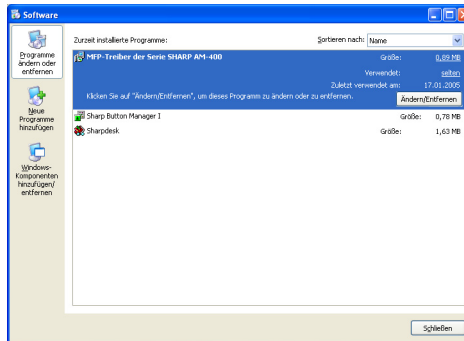 Software
Programme ändern oder entfernen
Neue Programme hinzufügen
Windows-Komponenten hinzufügen/ entfernen
Zurzeit installierte Programme:
Sortieren nach: Name
MFP-Treiber der Serie SHARP AM-400 Größe: 0,89 MB
Verwendet: selten
Zuletzt verwendet am: 17.01.2005
Klicken Sie auf "Ändern/Entfernen", um dieses Programm zu ändern oder zu entfernen.
Ändern/Entfernen
Sharp Button Manager I Größe: 0,78 MB
Sharpdesk Größe: 1,63 MB
Schließen